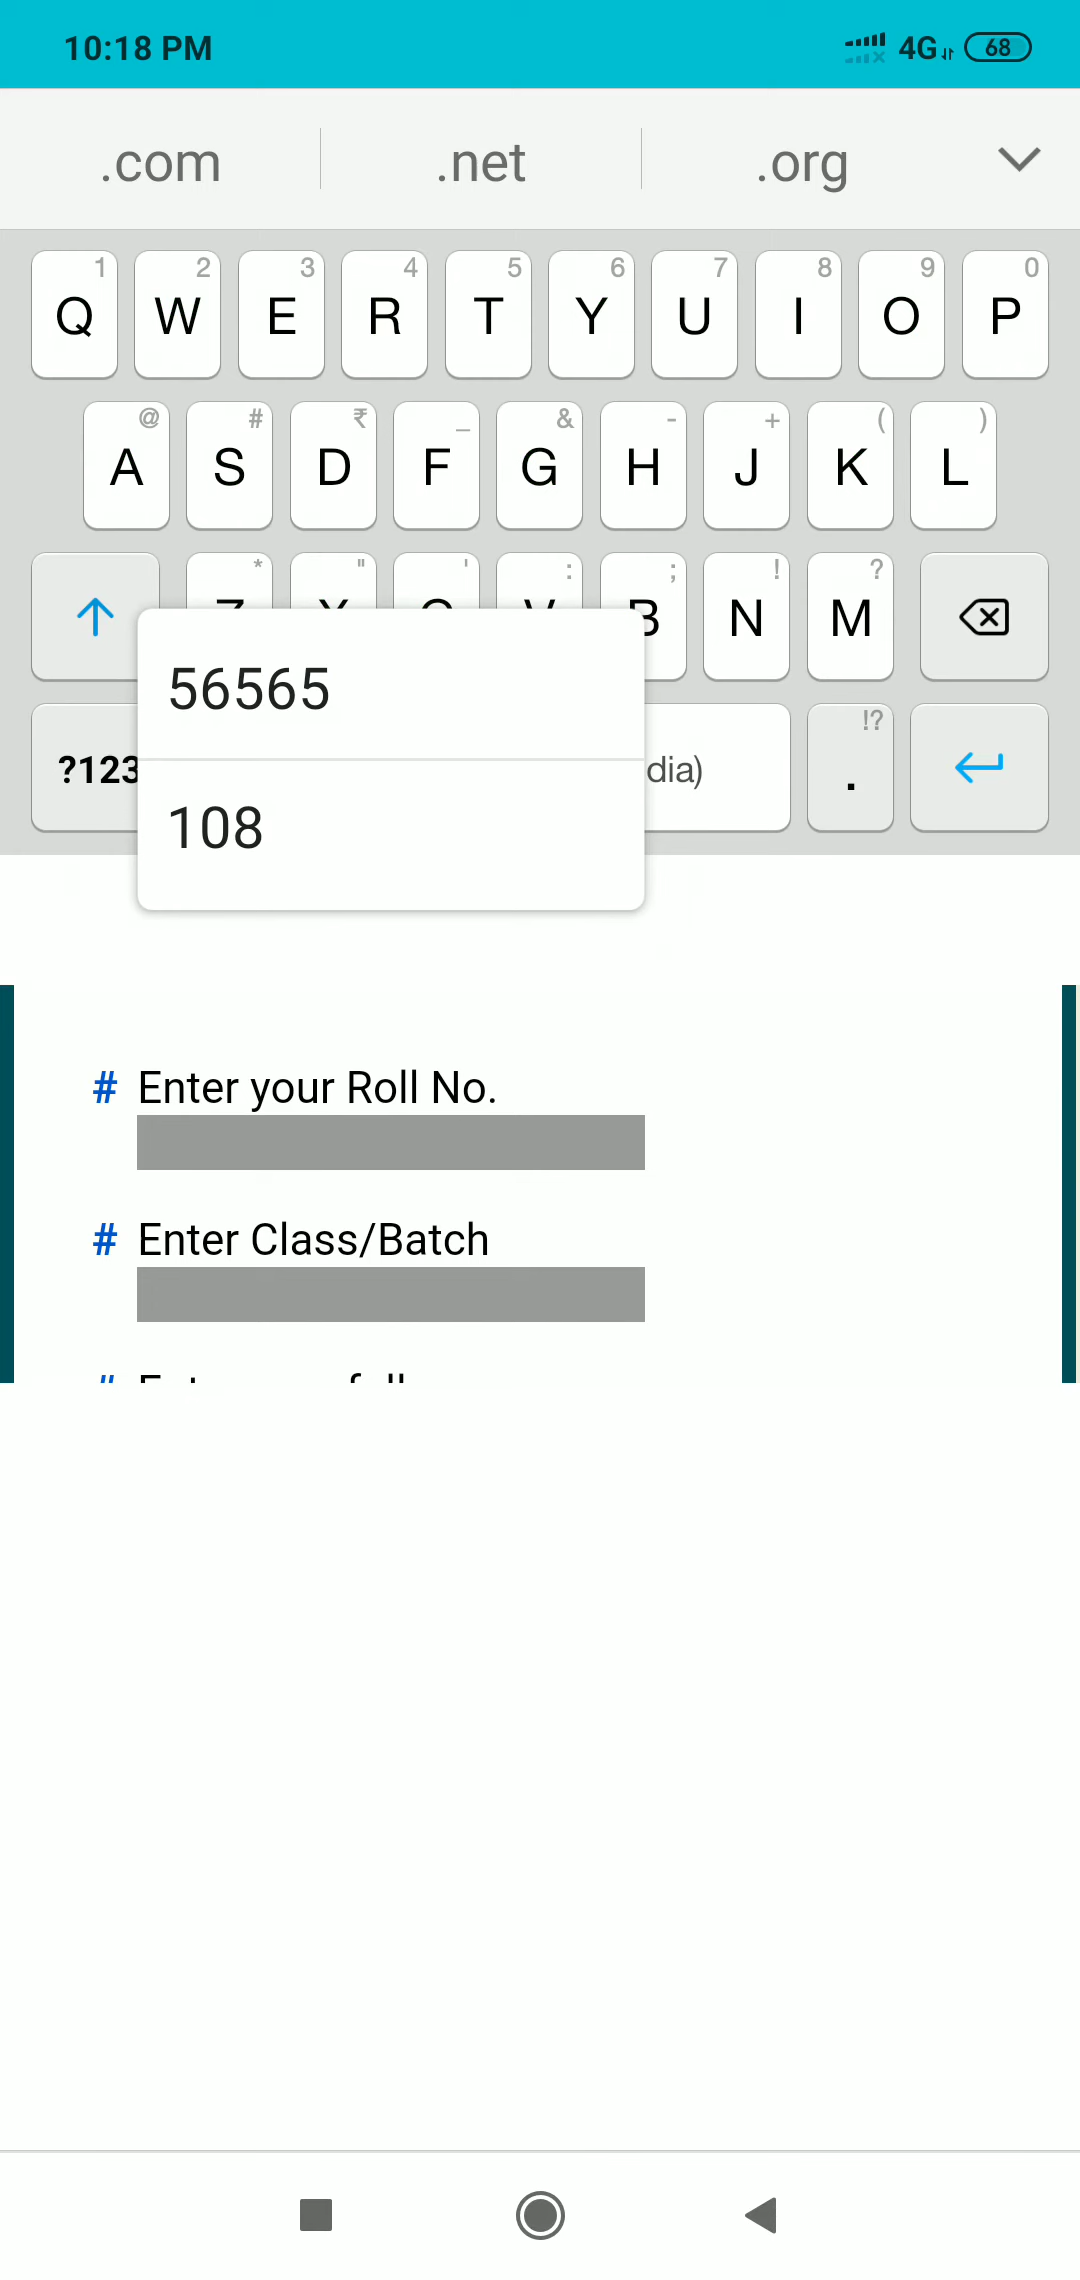 10:18 PM 4G 68
.com .net .org
1 2 3 4 5 6 7 8 9 0
Q W E R T Y U I O P
@ # ₹ _ & - + ( )
A S D F G H J K L
* " ' : ; ! ?
B N M
56565
?123 dia) !? .
108
# Enter your Roll No.
# Enter Class/Batch